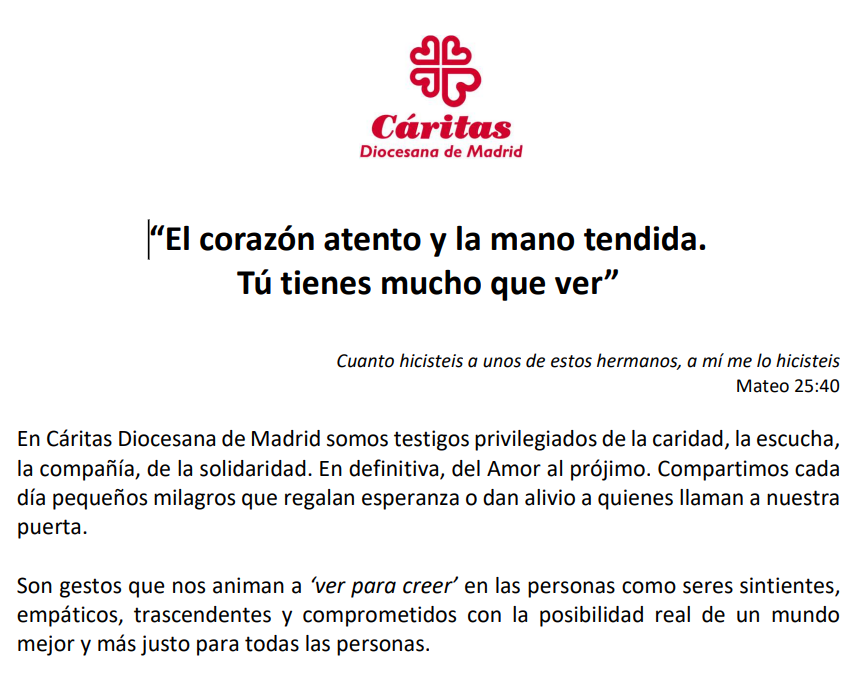 Cáritas
Diocesana de Madrid
“El corazón atento y la mano tendida.
Tú tienes mucho que ver”
Cuanto hicisteis a unos de estos hermanos, a mí me lo hicisteis
Mateo 25:40
En Cáritas Diocesana de Madrid somos testigos privilegiados de la caridad, la escucha,
la compañía, de la solidaridad. En definitiva, del Amor al prójimo. Compartimos cada
día pequeños milagros que regalan esperanza o dan alivio a quienes llaman a nuestra
puerta.
Son gestos que nos animan a ‘ver para creer’ en las personas como seres sintientes,
empáticos, trascendentes y comprometidos con la posibilidad real de un mundo
mejor y más justo para todas las personas.